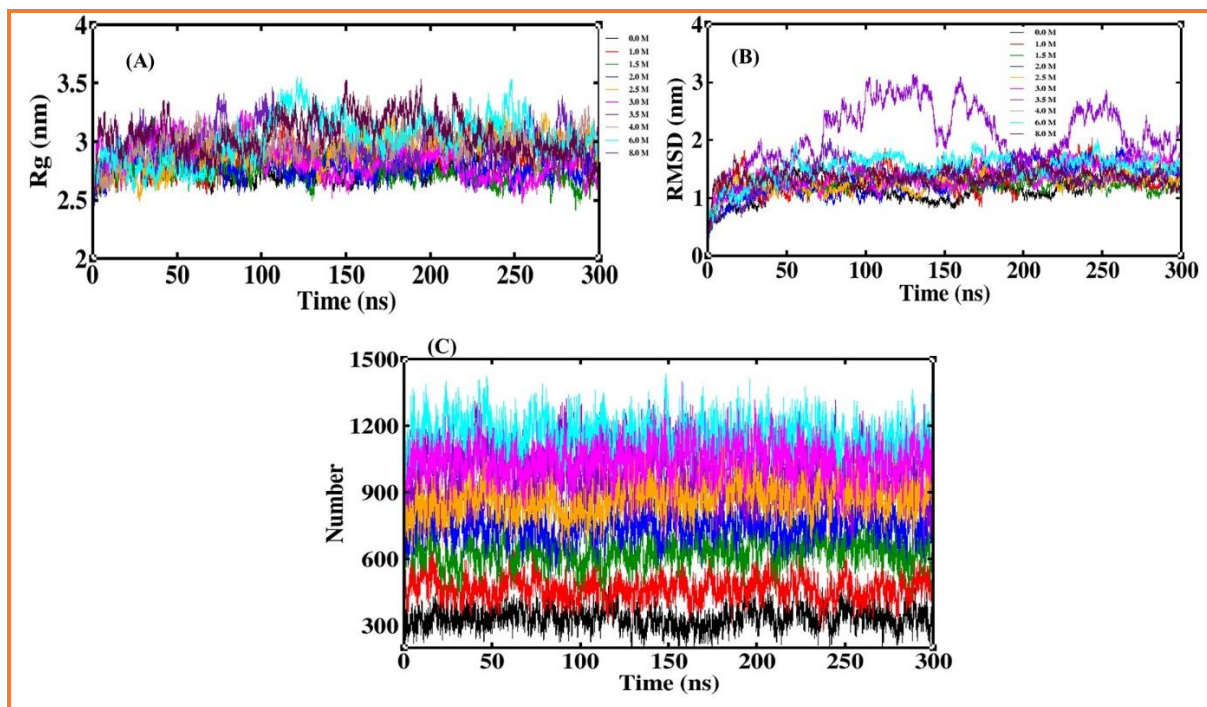 (A)
Rg (nm)
4
3.5
3
2.5
2
0 50 100 150 200 250 300
Time (ns)
0.0 M
1.0 M
1.5 M
2.0 M
2.5 M
3.0 M
3.5 M
4.0 M
6.0 M
8.0 M
(B)
RMSD (nm)
4
3
2
1
0
0 50 100 150 200 250 300
Time (ns)
0.0 M
1.0 M
1.5 M
2.0 M
2.5 M
3.0 M
3.5 M
4.0 M
6.0 M
8.0 M
(C)
Number
1500
1200
900
600
300
0 50 100 150 200 250 300
Time (ns)